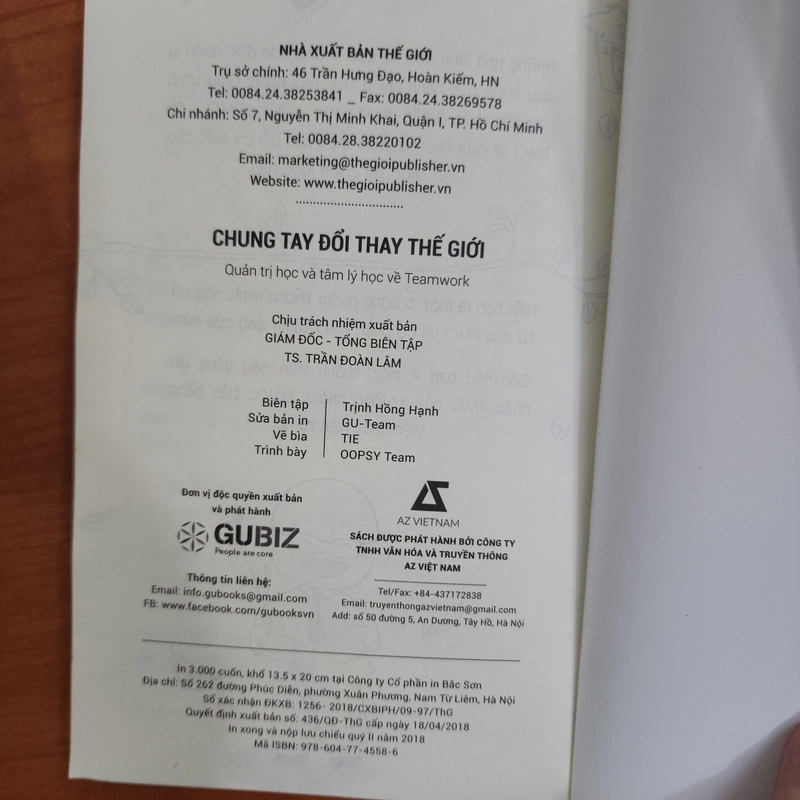 NHÀ XUẤT BẢN THẾ GIỚI
Trụ sở chính: 46 Trần Hưng Đạo, Hoàn Kiếm, HN
Tel: 0084.24.38253841 _ Fax: 0084.24.38269578
Chi nhánh: Số 7, Nguyễn Thị Minh Khai, Quận I, TP. Hồ Chí Minh
Tel: 0084.28.38220102
Email: marketing@thegioipublisher.vn
Website: www.thegioipublisher.vn
CHUNG TAY ĐỔI THAY THẾ GIỚI
Quản trị học và tâm lý học về Teamwork
Chịu trách nhiệm xuất bản
GIÁM ĐỐC - TỔNG BIÊN TẬP
TS. TRẦN ĐOÀN LÂM
Biên tập Trịnh Hồng Hạnh
Sửa bản in GU-Team
Vẽ bìa TIE
Trình bày OOPSY Team
Đơn vị độc quyền xuất bản
và phát hành
GUBIZ
People are core
Thông tin liên hệ:
Email: info.gubooks@gmail.com
FB: www.facebook.com/gubooksvn
AZ VIETNAM
SÁCH ĐƯỢC PHÁT HÀNH BỞI CÔNG TY
TNHH VĂN HÓA VÀ TRUYỀN THÔNG
AZ VIỆT NAM
Tel/Fax: +84-437172838
Email: truyenthongazvietnam@gmail.com
Add: số 50 đường 5, An Dương, Tây Hồ, Hà Nội
In 3.000 cuốn, khổ 13.5 x 20 cm tại Công ty Cổ phần in Bắc Sơn
Địa chỉ: Số 262 đường Phúc Diễn, phường Xuân Phương, Nam Từ Liêm, Hà Nội
Số xác nhận ĐKXB: 1256- 2018/CXBIPH/09-97/ThG
Quyết định xuất bản số: 436/QĐ-ThG cấp ngày 18/04/2018
In xong và nộp lưu chiểu quý II năm 2018
Mã ISBN: 978-604-77-4558-6